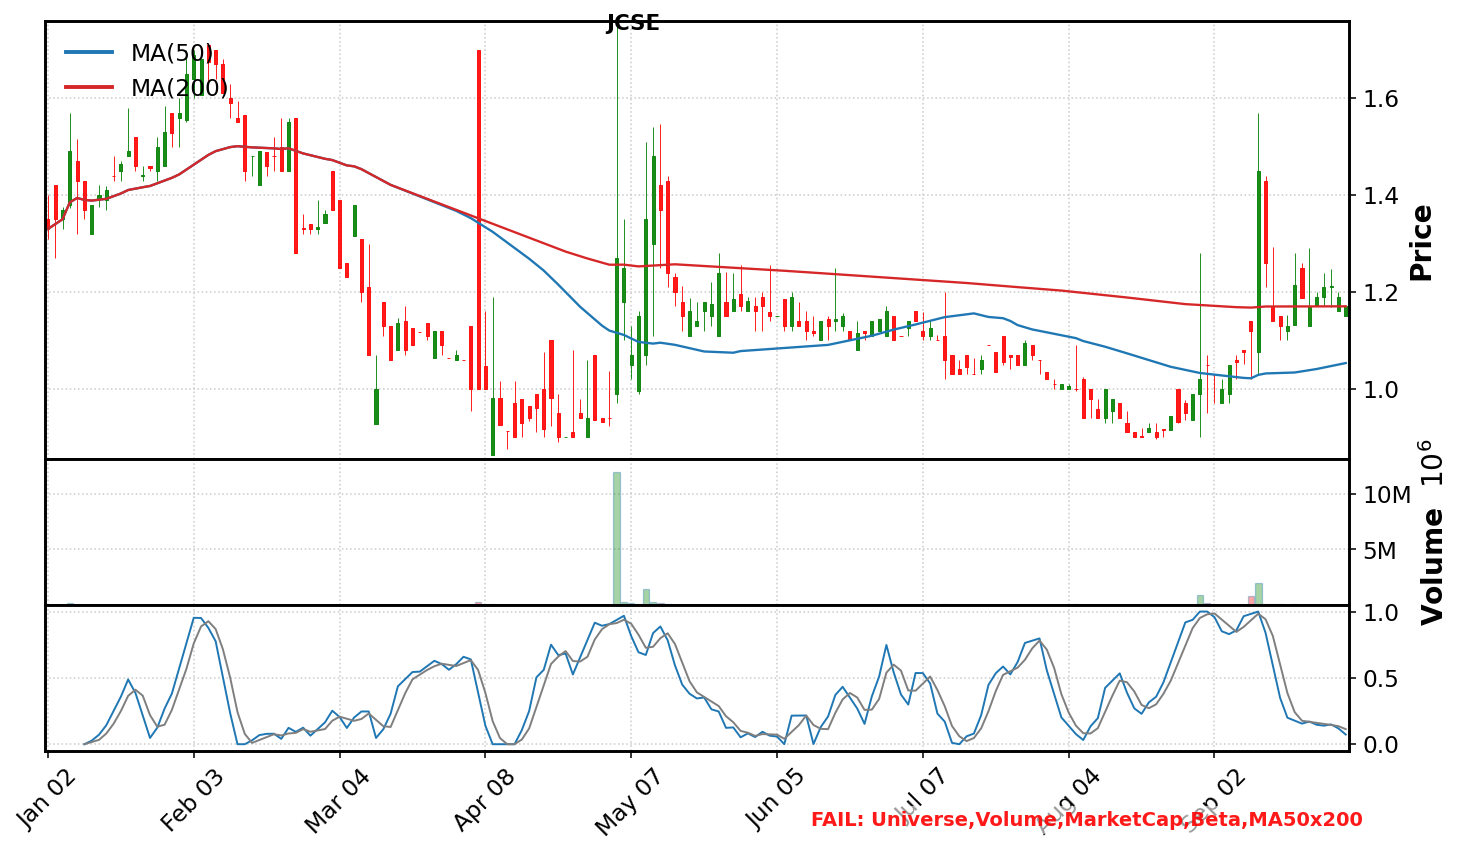 JCSE
MA(50)
MA(200)
1.6
1.4
1.2
1.0
Price
10M
5M
Volume 10^6
1.0
0.5
0.0
Jan 02
Feb 03
Mar 04
Apr 08
May 07
Jun 05
Jul 07
Aug 04
Sep 02
FAIL: Universe,Volume,MarketCap,Beta,MA50x200